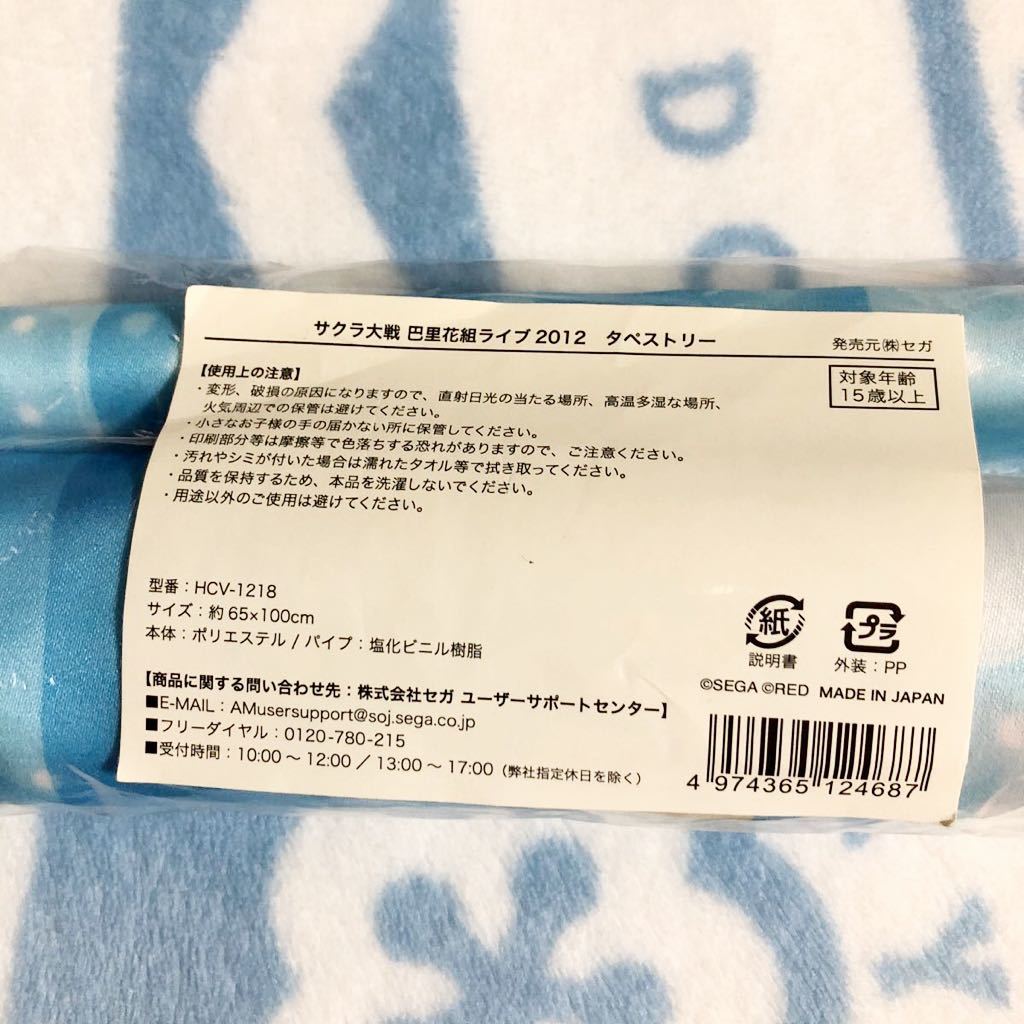 D
サクラ大戦 巴里花組ライブ2012　タペストリー
発売元㈱セガ
対象年齢
15歳以上
【使用上の注意】
・変形、破損の原因になりますので、直射日光の当たる場所、高温多湿な場所、
火気周辺での保管は避けてください。
・小さなお子様の手の届かない所に保管してください。
・印刷部分等は摩擦等で色落ちする恐れがありますので、ご注意ください。
・汚れやシミが付いた場合は濡れたタオル等で拭き取ってください。
・品質を保持するため、本品を洗濯しないでください。
・用途以外のご使用は避けてください。
型番：HCV-1218
サイズ：約65×100cm
本体：ポリエステル / パイプ：塩化ビニル樹脂
紙
説明書
プラ
外装：PP
©SEGA ©RED MADE IN JAPAN
【商品に関する問い合わせ先：株式会社セガ ユーザーサポートセンター】
■E-MAIL：AMusersupport@soj.sega.co.jp
■フリーダイヤル：0120-780-215
■受付時間：10:00～12:00 / 13:00～17:00（弊社指定休日を除く）
4 974365 124687
Y